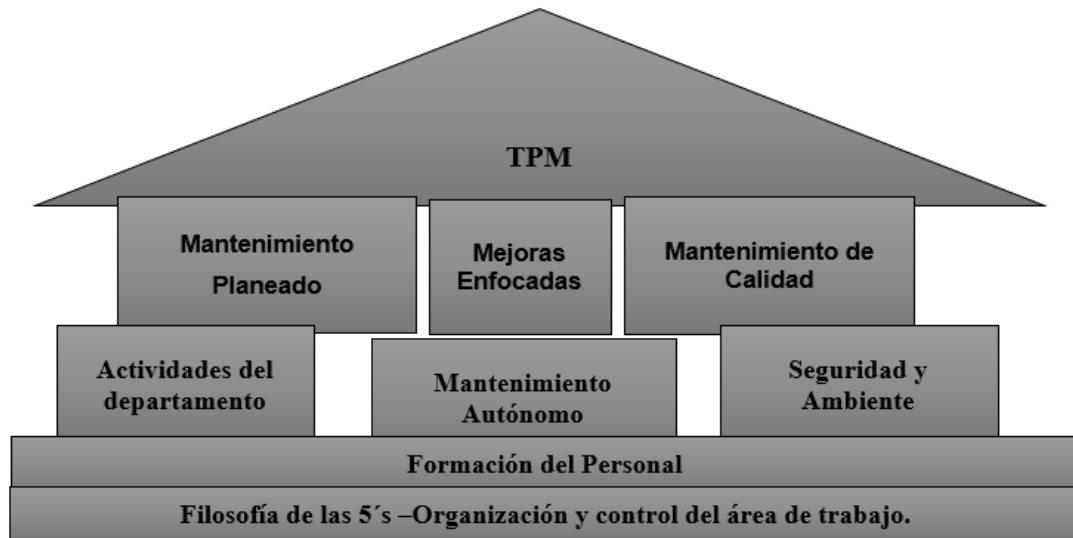 TPM
Mantenimiento
Planeado
Mejoras
Enfocadas
Mantenimiento de
Calidad
Actividades del
departamento
Mantenimiento
Autónomo
Seguridad y
Ambiente
Formación del Personal
Filosofía de las 5´s –Organización y control del área de trabajo.